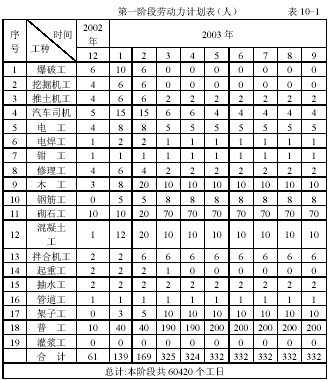 第一阶段劳动力计划表(人) 表 10-1
序号 时间 工种 2002年 2003 年
12 1 2 3 4 5 6 7 8 9
1 爆破工 6 10 6 0 0 0 0 0 0 0
2 挖掘机工 4 6 6 0 0 0 0 0 0 0
3 推土机工 4 6 6 2 2 2 2 2 2 2
4 汽车司机 5 15 15 6 6 4 4 4 4 4
5 电 工 4 8 8 5 5 5 5 5 5 5
6 电焊工 1 2 2 1 1 1 1 1 1 1
7 钳 工 1 1 1 1 1 1 1 1 1 1
8 修理工 4 6 4 2 2 2 2 2 2 2
9 木 工 3 8 20 10 10 10 10 10 10 10
10 钢筋工 0 5 5 8 8 8 8 8 8 8
11 砌石工 10 10 20 70 70 70 70 70 70 70
12 混凝土工 1 12 20 10 10 10 10 10 10 10
13 拌合机工 2 2 6 6 6 6 6 6 6 6
14 起重工 2 2 2 1 0 0 0 0 0 0
15 抽水工 2 2 2 2 2 2 2 2 2 2
16 管道工 1 1 1 1 1 1 1 1 1 1
17 架子工 0 3 5 10 10 10 10 10 10 10
18 普 工 10 40 40 190 190 200 200 200 200 200
19 灌浆工 0 0 0 0 0 0 0 0 0 0
合 计 61 139 169 325 324 332 332 332 332 332
总计:本阶段共 60420 个工日